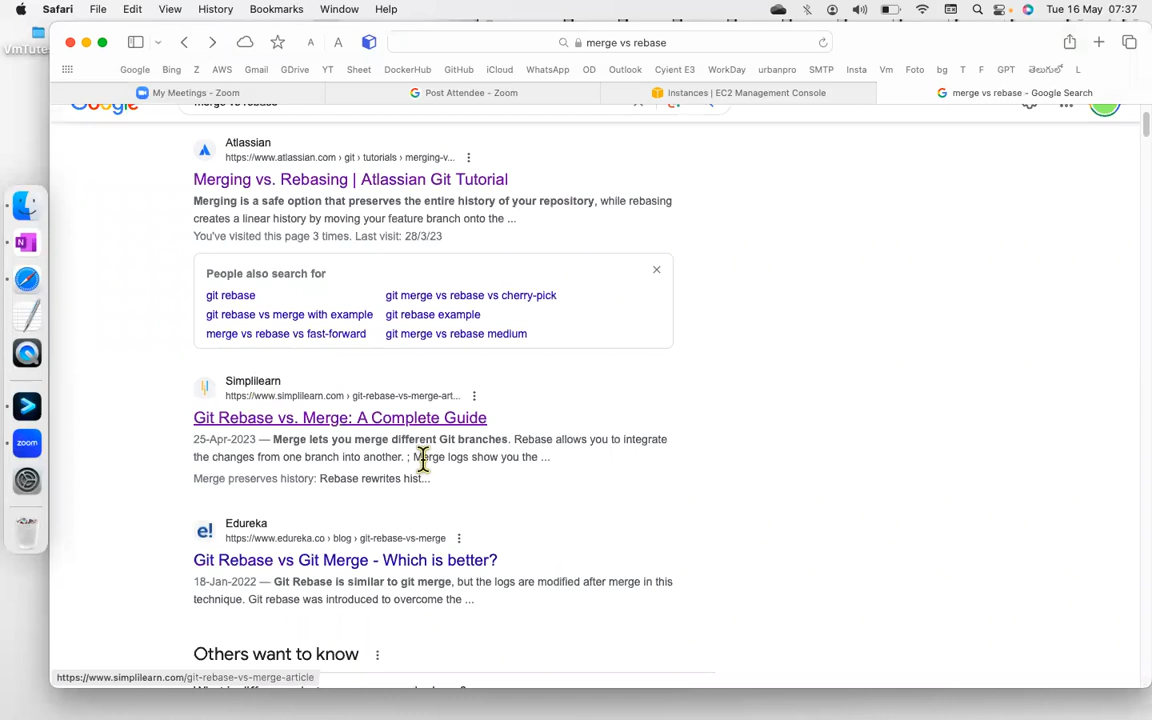 Safari File Edit View History Bookmarks Window Help Tue 16 May 07:37
merge vs rebase
Google Bing Z AWS Gmail GDrive YT Sheet DockerHub GitHub iCloud WhatsApp OD Outlook Cyient E3 WorkDay urbanpro SMTP Insta Vm Foto bg T F GPT తెలుగులో L
My Meetings - Zoom
Post Attendee - Zoom
Instances | EC2 Management Console
merge vs rebase - Google Search
Google merge vs rebase
Atlassian
https://www.atlassian.com › git › tutorials › merging-v...
Merging vs. Rebasing | Atlassian Git Tutorial
Merging is a safe option that preserves the entire history of your repository, while rebasing
creates a linear history by moving your feature branch onto the ...
You've visited this page 3 times. Last visit: 28/3/23
People also search for
git rebase
git merge vs rebase vs cherry-pick
git rebase vs merge with example
git rebase example
merge vs rebase vs fast-forward
git merge vs rebase medium
Simplilearn
https://www.simplilearn.com › git-rebase-vs-merge-art...
Git Rebase vs. Merge: A Complete Guide
25-Apr-2023 — Merge lets you merge different Git branches. Rebase allows you to integrate
the changes from one branch into another. ; Merge logs show you the ...
Merge preserves history: Rebase rewrites hist...
Edureka
https://www.edureka.co › blog › git-rebase-vs-merge
Git Rebase vs Git Merge - Which is better?
18-Jan-2022 — Git Rebase is similar to git merge, but the logs are modified after merge in this
technique. Git rebase was introduced to overcome the ...
Others want to know
https://www.simplilearn.com/git-rebase-vs-merge-article